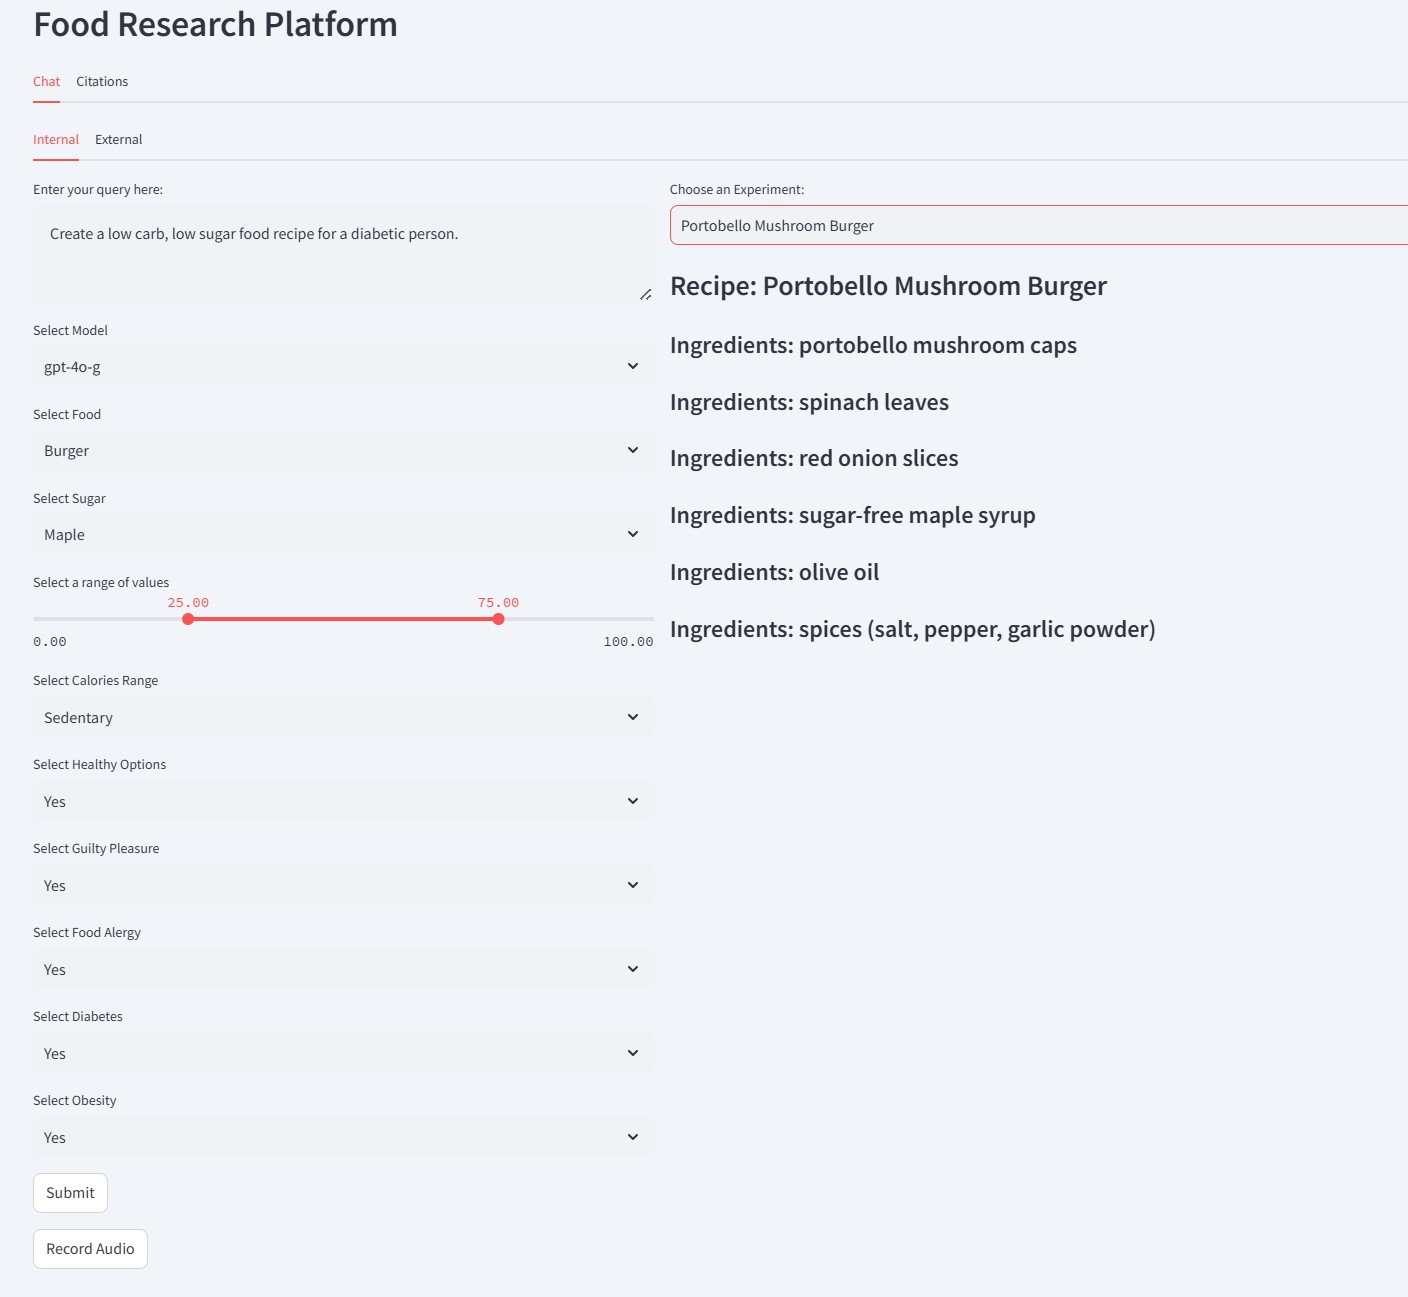 Food Research Platform
Chat
Citations
Internal
External
Enter your query here:
Create a low carb, low sugar food recipe for a diabetic person.
Select Model
gpt-4o-g
Select Food
Burger
Select Sugar
Maple
Select a range of values
25.00
75.00
0.00
100.00
Select Calories Range
Sedentary
Select Healthy Options
Yes
Select Guilty Pleasure
Yes
Select Food Alergy
Yes
Select Diabetes
Yes
Select Obesity
Yes
Submit
Record Audio
Choose an Experiment:
Portobello Mushroom Burger
Recipe: Portobello Mushroom Burger
Ingredients: portobello mushroom caps
Ingredients: spinach leaves
Ingredients: red onion slices
Ingredients: sugar-free maple syrup
Ingredients: olive oil
Ingredients: spices (salt, pepper, garlic powder)